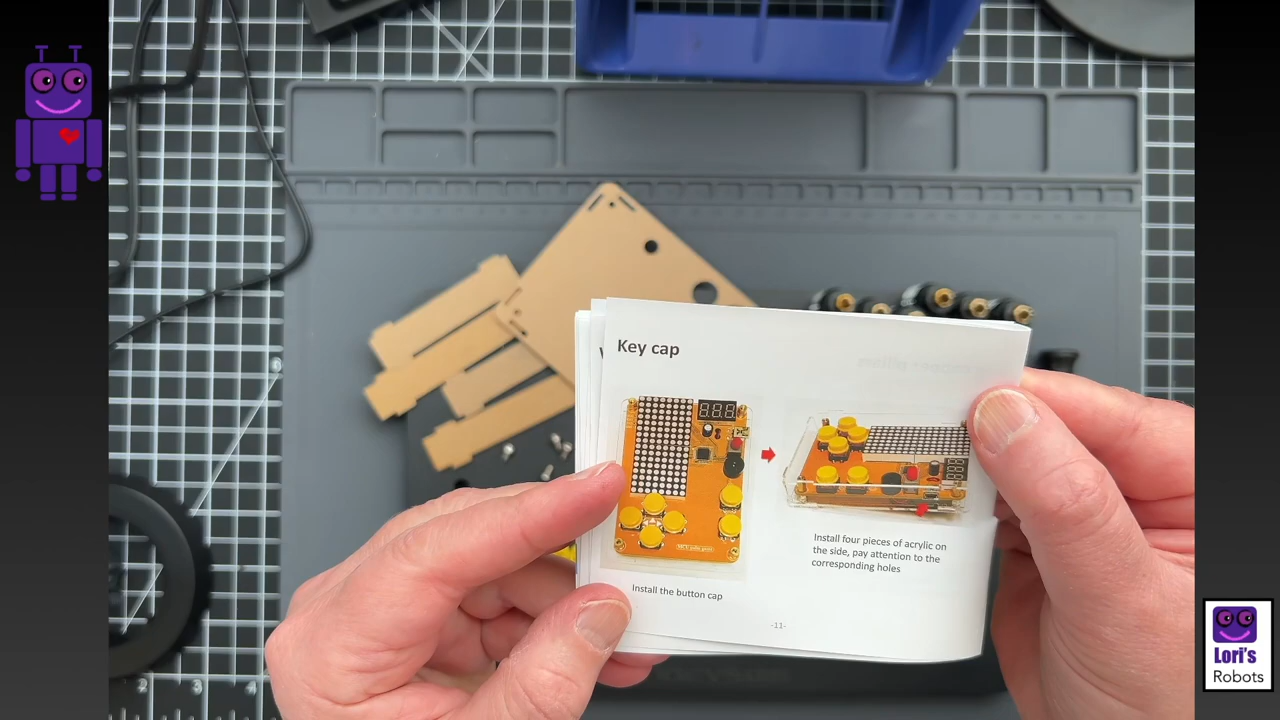 Key cap
Install the button cap
Install four pieces of acrylic on
the side, pay attention to the
corresponding holes
-11-
Lori's
Robots